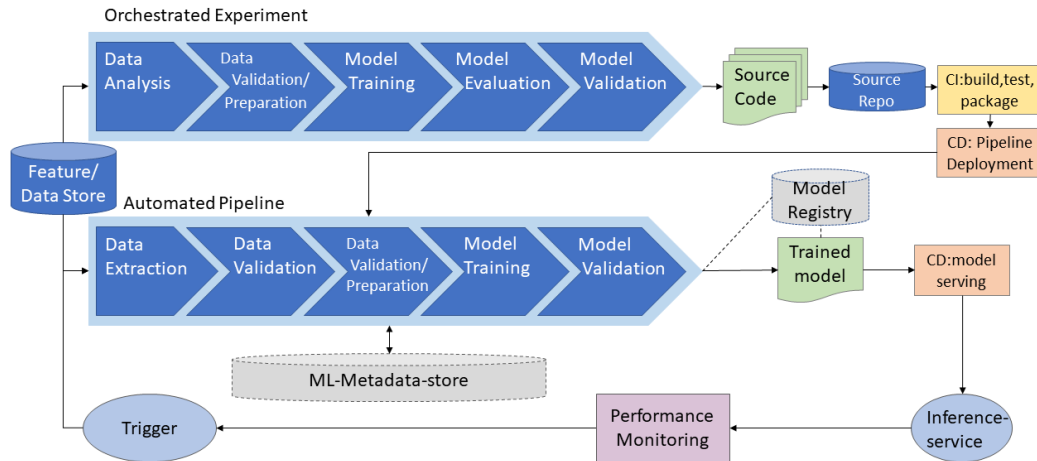 Orchestrated Experiment
Data
Analysis
Data
Validation/
Preparation
Model
Training
Model
Evaluation
Model
Validation
Source
Code
Source
Repo
CI:build,test,
package
CD: Pipeline
Deployment
Feature/
Data Store
Automated Pipeline
Data
Extraction
Data
Validation
Data
Validation/
Preparation
Model
Training
Model
Validation
Model
Registry
Trained
model
CD:model
serving
ML-Metadata-store
Trigger
Performance
Monitoring
Inference-
service